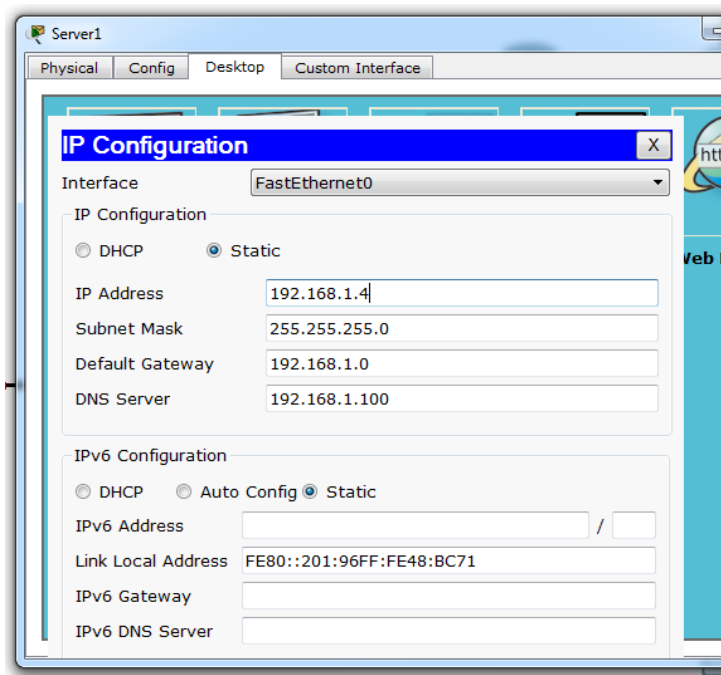 Server1
Physical Config Desktop Custom Interface
IP Configuration X
Interface FastEthernet0
IP Configuration
DHCP Static
IP Address 192.168.1.4
Subnet Mask 255.255.255.0
Default Gateway 192.168.1.0
DNS Server 192.168.1.100
IPv6 Configuration
DHCP Auto Config Static
IPv6 Address /
Link Local Address FE80::201:96FF:FE48:BC71
IPv6 Gateway
IPv6 DNS Server
htt